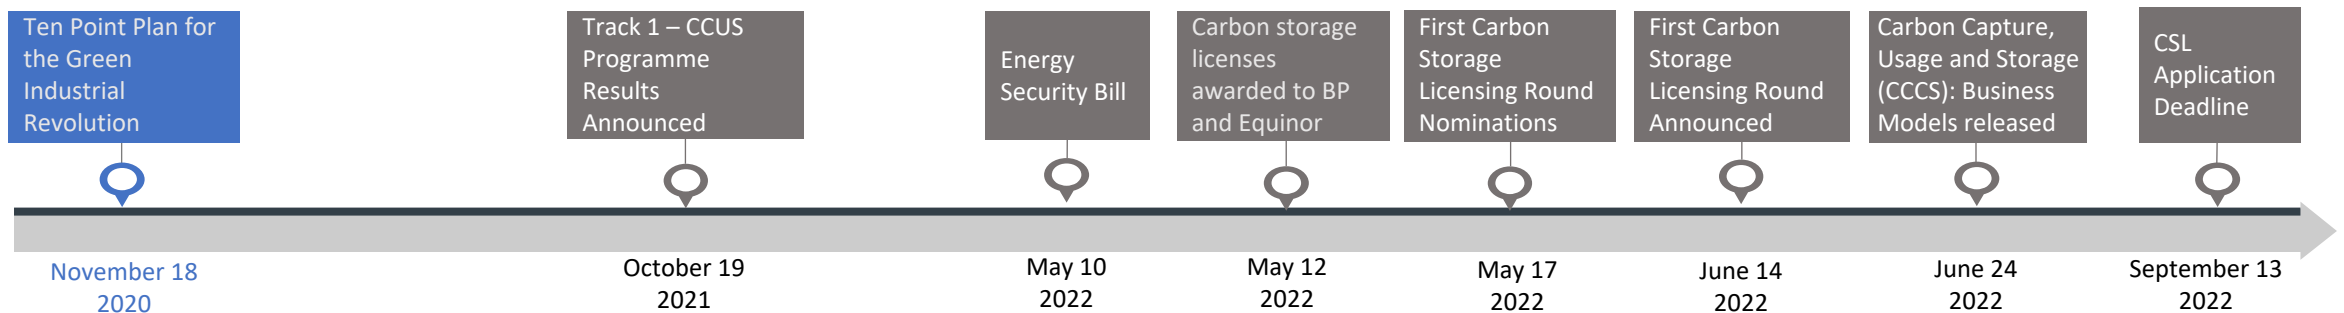 Ten Point Plan for
the Green
Industrial
Revolution
Track 1 – CCUS
Programme
Results
Announced
Energy
Security Bill
Carbon storage
licenses
awarded to BP
and Equinor
First Carbon
Storage
Licensing Round
Nominations
First Carbon
Storage
Licensing Round
Announced
Carbon Capture,
Usage and Storage
(CCCS): Business
Models released
CSL
Application
Deadline
November 18
2020
October 19
2021
May 10
2022
May 12
2022
May 17
2022
June 14
2022
June 24
2022
September 13
2022